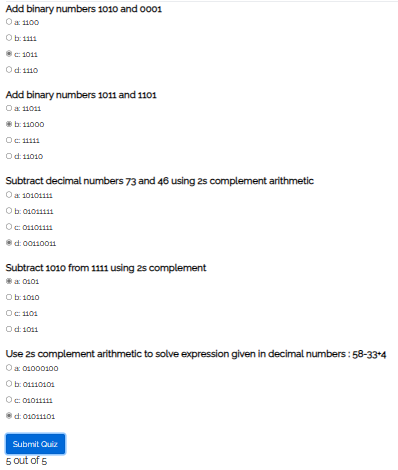 Add binary numbers 1010 and 0001
a: 1100
b: 1111
c: 1011
d: 1110
Add binary numbers 1011 and 1101
a: 11011
b: 11000
c: 11111
d: 11010
Subtract decimal numbers 73 and 46 using 2s complement arithmetic
a: 10101111
b: 01011111
c: 01101111
d: 00110011
Subtract 1010 from 1111 using 2s complement
a: 0101
b: 1010
c: 1101
d: 1011
Use 2s complement arithmetic to solve expression given in decimal numbers : 58-33+4
a: 01000100
b: 01110101
c: 01011111
d: 01011101
Submit Quiz
5 out of 5